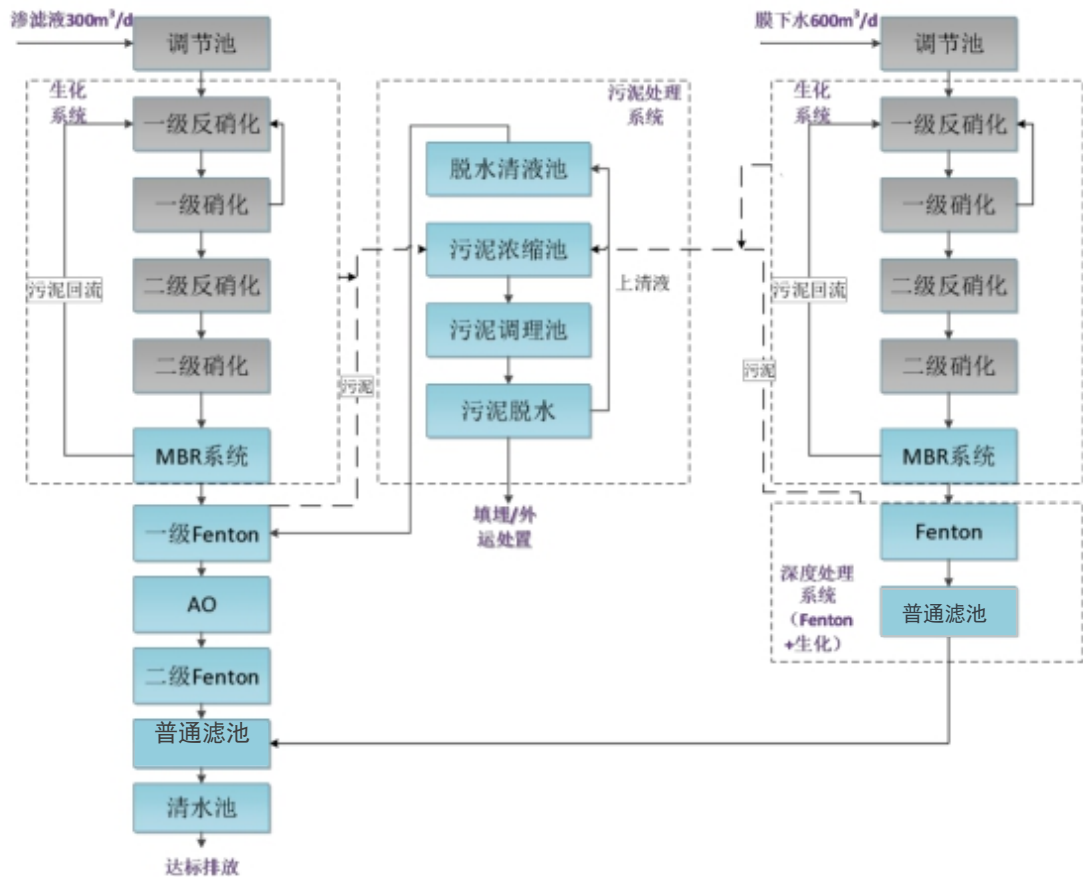 渗滤液300m³/d
调节池
生化
系统
一级反硝化
一级硝化
二级反硝化
污泥回流
二级硝化
MBR系统
一级Fenton
AO
二级Fenton
普通滤池
清水池
达标排放
污泥
污泥处理
系统
脱水清液池
污泥浓缩池
上清液
污泥调理池
污泥脱水
填埋/外
运处置
膜下水600m³/d
调节池
生化
系统
一级反硝化
一级硝化
二级反硝化
污泥回流
二级硝化
污泥
MBR系统
Fenton
深度处理
系统
（Fenton
+生化）
普通滤池